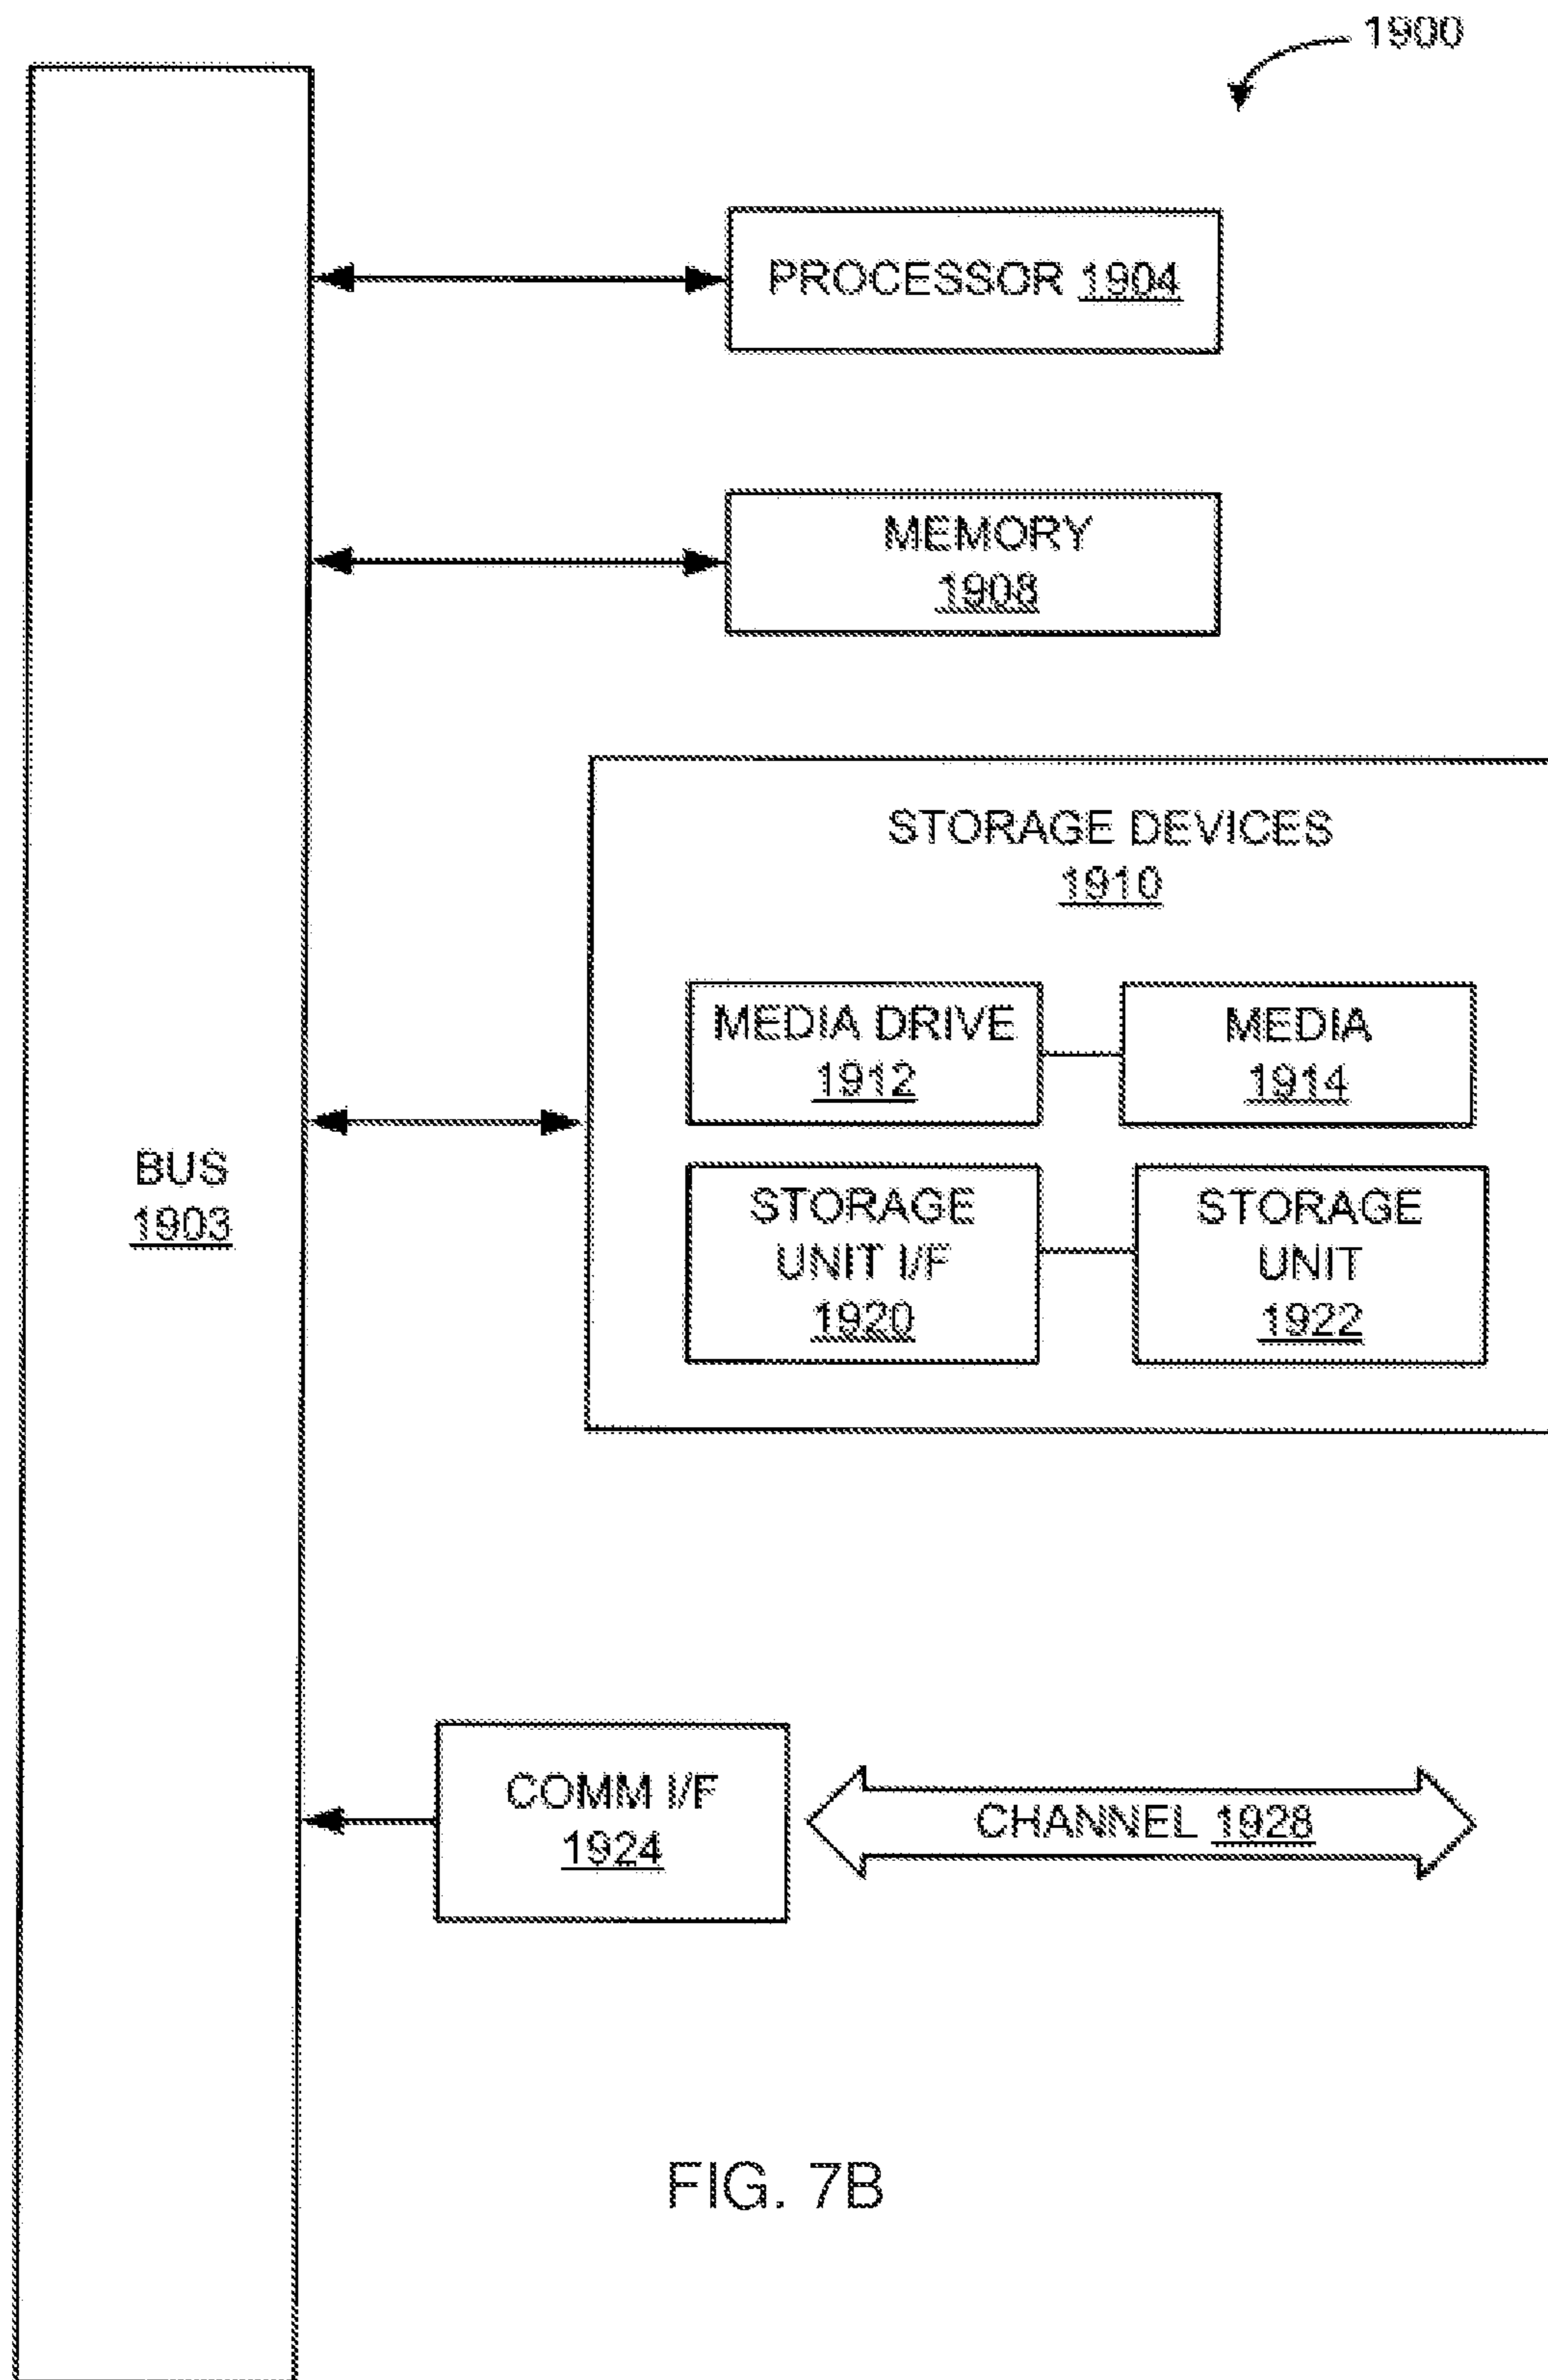 1900
PROCESSOR 1904
MEMORY
1908
STORAGE DEVICES
1910
MEDIA DRIVE
1912
MEDIA
1914
BUS
1903
STORAGE
UNIT I/F
1920
STORAGE
UNIT
1922
COMM I/F
1924
CHANNEL 1928
FIG. 7B